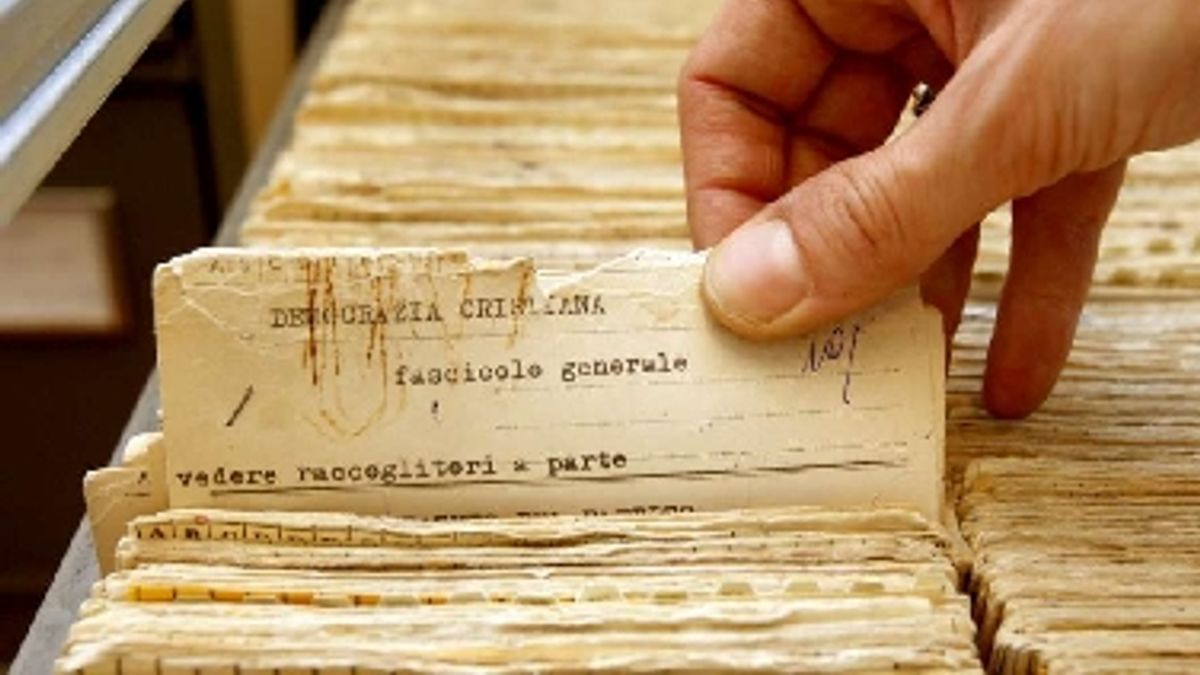 DEMOCRAZIA CRISTIANA
fascicolo generale
vedere raccoglitori a parte